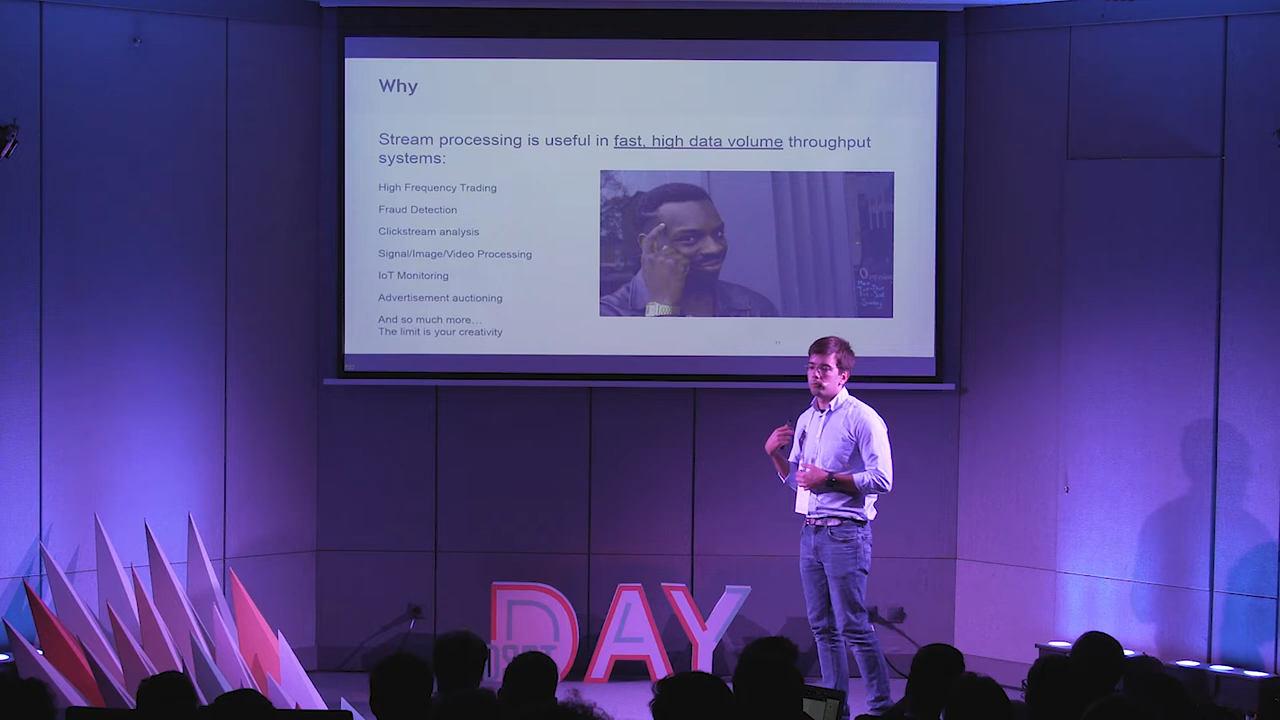 Why
Stream processing is useful in fast, high data volume throughput
systems:
High Frequency Trading
Fraud Detection
Clickstream analysis
Signal/Image/Video Processing
IoT Monitoring
Advertisement auctioning
And so much more...
The limit is your creativity
DAY